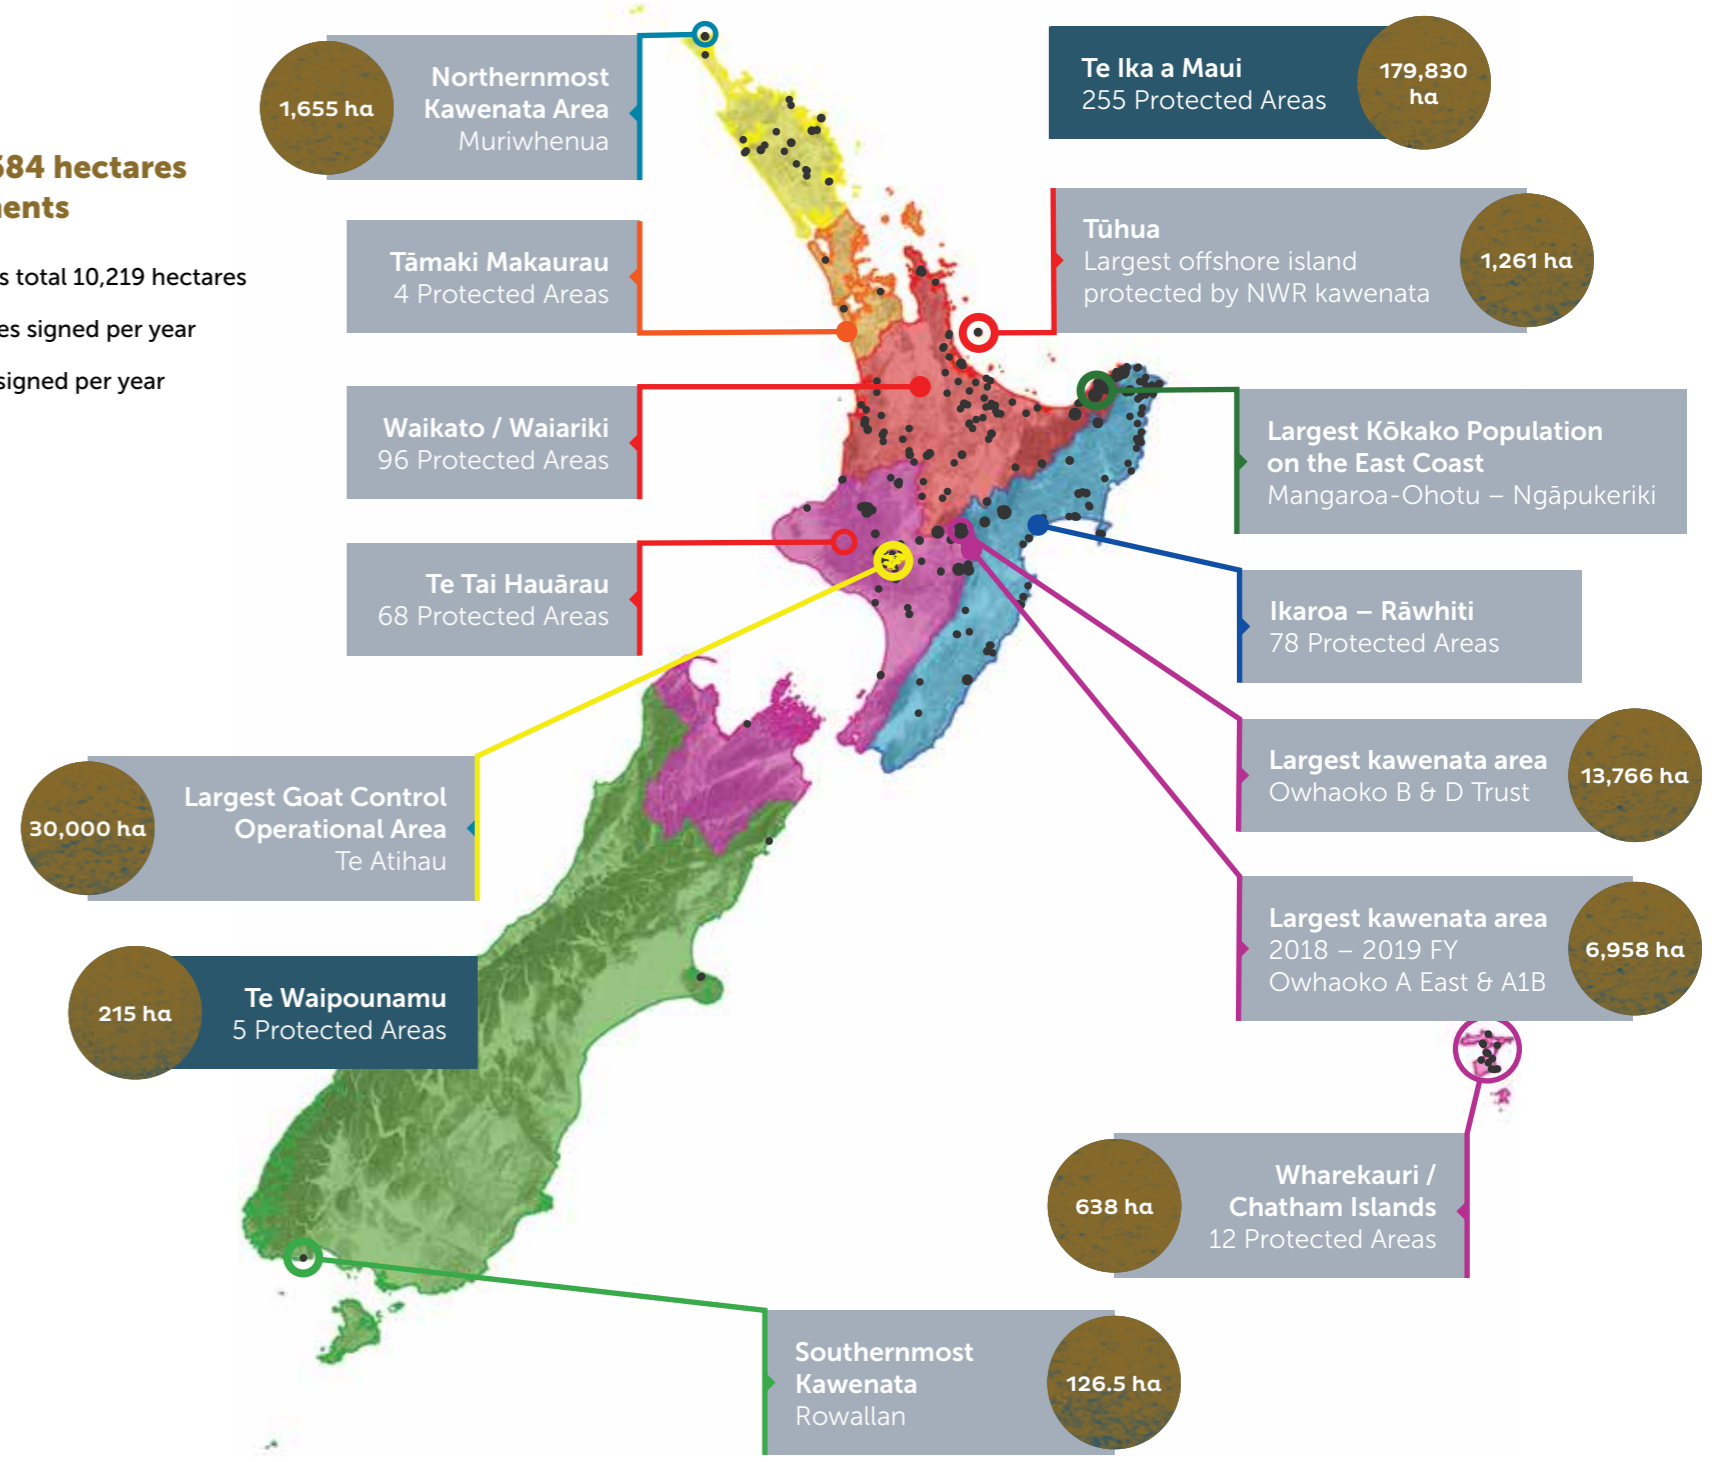 684 hectares
s total 10,219 hectares
signed per year
signed per year
1,655 ha
Northernmost
Kawenata Area
Muriwhenua
Te Ika a Maui
255 Protected Areas
179,830
ha
Tāmaki Makaurau
4 Protected Areas
Tūhua
Largest offshore island
protected by NWR kawenata
1,261 ha
Waikato / Waiariki
96 Protected Areas
Largest Kōkako Population
on the East Coast
Mangaroa-Ohotu – Ngāpukeriki
Te Tai Hauārau
68 Protected Areas
Ikaroa – Rāwhiti
78 Protected Areas
Largest kawenata area
Owhaoko B & D Trust
13,766 ha
30,000 ha
Largest Goat Control
Operational Area
Te Atihau
Largest kawenata area
2018 – 2019 FY
Owhaoko A East & A1B
6,958 ha
215 ha
Te Waipounamu
5 Protected Areas
638 ha
Wharekauri /
Chatham Islands
12 Protected Areas
Southernmost
Kawenata
Rowallan
126.5 ha